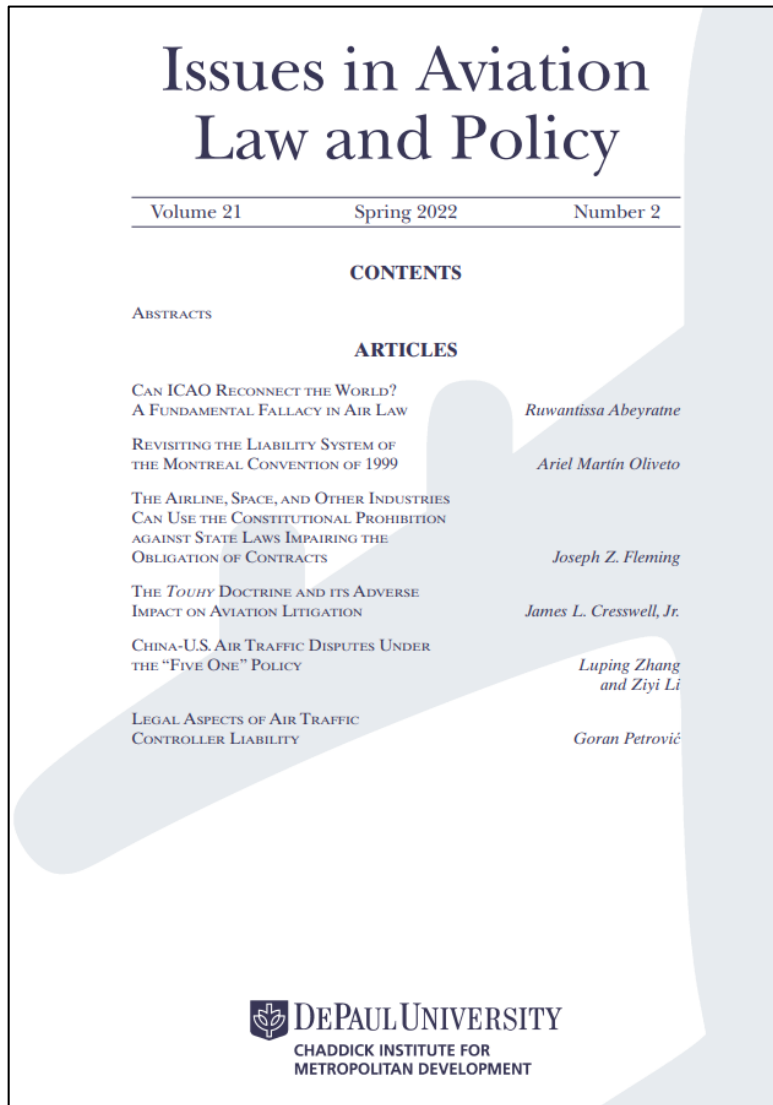 Issues in Aviation
Law and Policy
Volume 21 Spring 2022 Number 2
CONTENTS
ABSTRACTS
ARTICLES
CAN ICAO RECONNECT THE WORLD?
A FUNDAMENTAL FALLACY IN AIR LAW Ruwantissa Abeyratne
REVISITING THE LIABILITY SYSTEM OF
THE MONTREAL CONVENTION OF 1999 Ariel Martín Oliveto
THE AIRLINE, SPACE, AND OTHER INDUSTRIES
CAN USE THE CONSTITUTIONAL PROHIBITION
AGAINST STATE LAWS IMPAIRING THE
OBLIGATION OF CONTRACTS Joseph Z. Fleming
THE TOUHY DOCTRINE AND ITS ADVERSE
IMPACT ON AVIATION LITIGATION James L. Cresswell, Jr.
CHINA-U.S. AIR TRAFFIC DISPUTES UNDER
THE “FIVE ONE” POLICY Luping Zhang
and Ziyi Li
LEGAL ASPECTS OF AIR TRAFFIC
CONTROLLER LIABILITY Goran Petrović
DEPAUL UNIVERSITY
CHADDICK INSTITUTE FOR
METROPOLITAN DEVELOPMENT